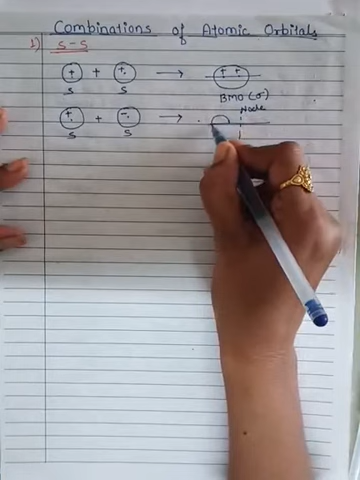 Combinations of Atomic Orbitals
1) S-S
+ + +. → + +
S S BMO (σ)
Node
+. + -. →
S S